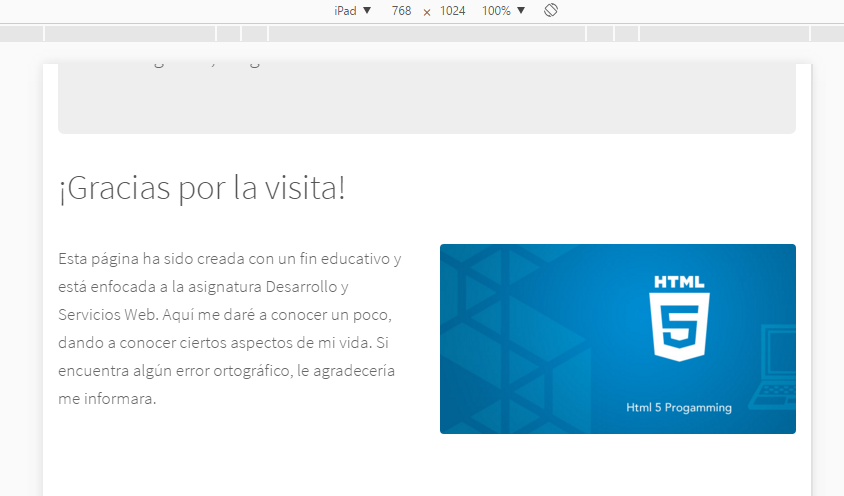 iPad ▼ 768 × 1024 100% ▼
¡Gracias por la visita!
Esta página ha sido creada con un fin educativo y
está enfocada a la asignatura Desarrollo y
Servicios Web. Aquí me daré a conocer un poco,
dando a conocer ciertos aspectos de mi vida. Si
encuentra algún error ortográfico, le agradecería
me informara.
HTML
5
Html 5 Progamming